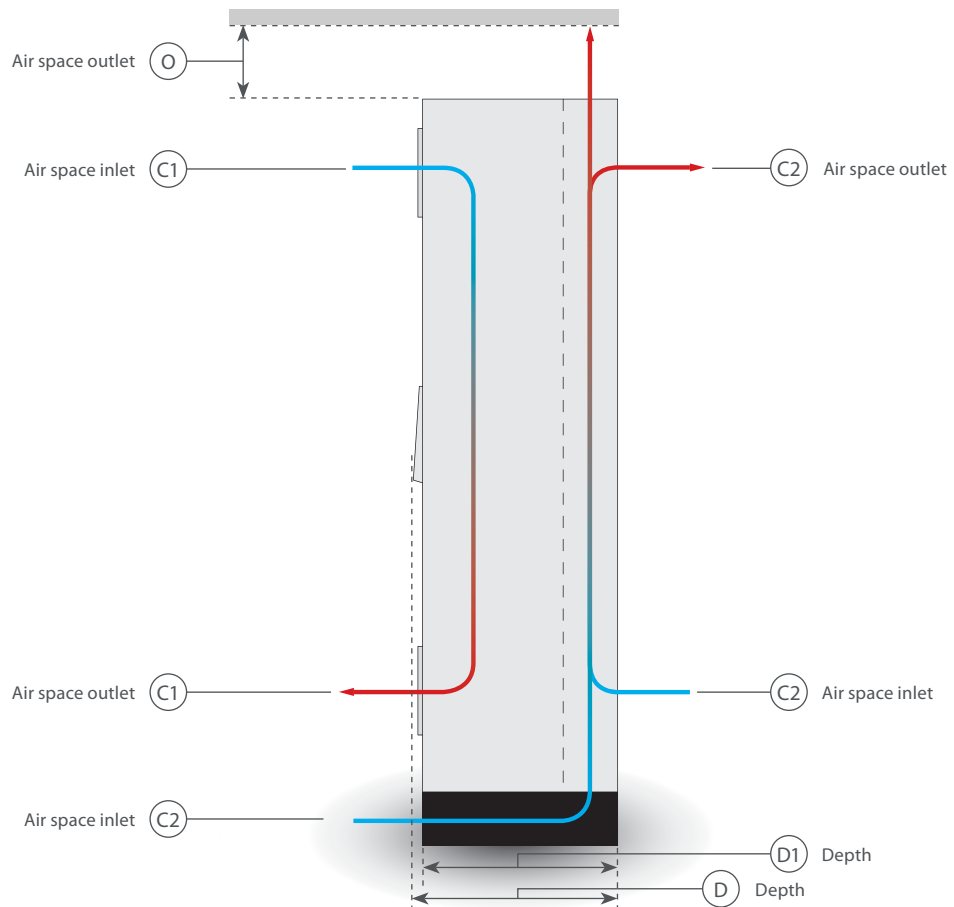 Air space outlet O
Air space inlet C1
C2 Air space outlet
Air space outlet C1
C2 Air space inlet
Air space inlet C2
D1 Depth
D Depth